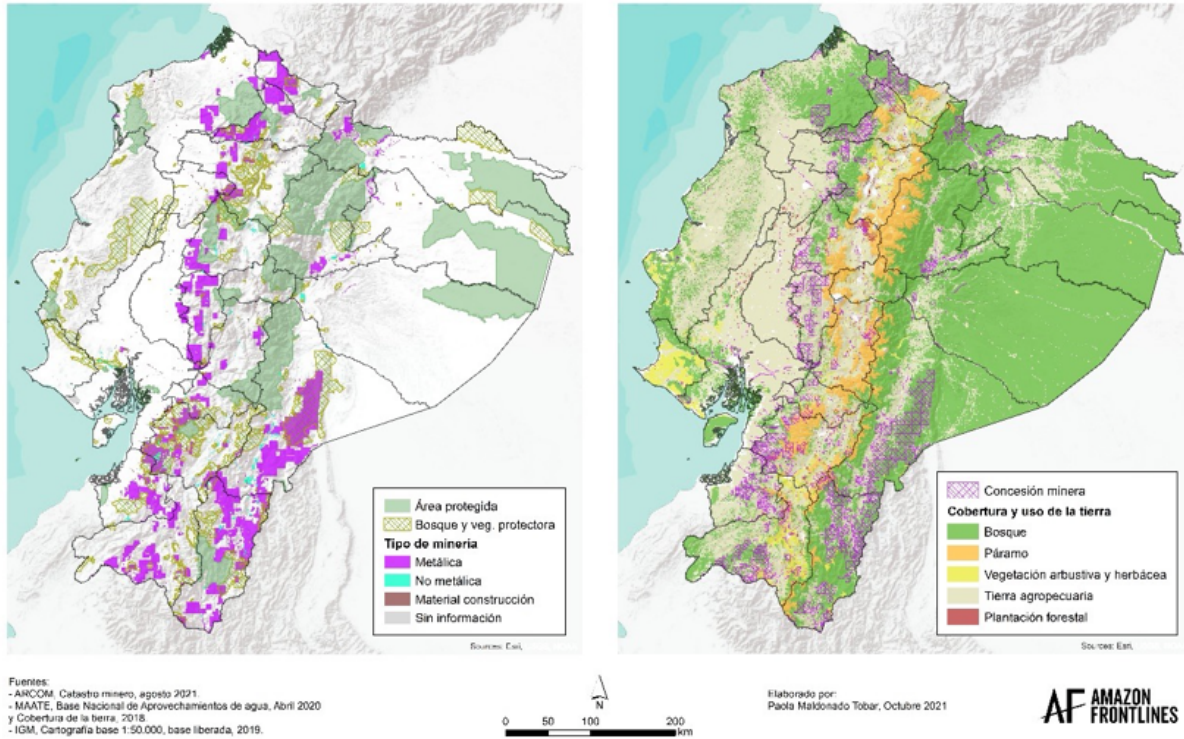 Área protegida
Bosque y veg. protectora
Tipo de minería
Metálica
No metálica
Material construcción
Sin información
Sources: Esri,
Concesión minera
Cobertura y uso de la tierra
Bosque
Páramo
Vegetación arbustiva y herbácea
Tierra agropecuaria
Plantación forestal
Sources: Esri,
Fuentes:
- ARCOM, Catastro minero, agosto 2021.
- MAATE, Base Nacional de Aprovechamientos de agua, Abril 2020
y Cobertura de la tierra, 2018.
- IGM, Cartografía base 1:50.000, base liberada, 2019.
N
0 50 100 200
km
Elaborado por:
Paola Maldonado Tobar, Octubre 2021
AF AMAZON
FRONTLINES